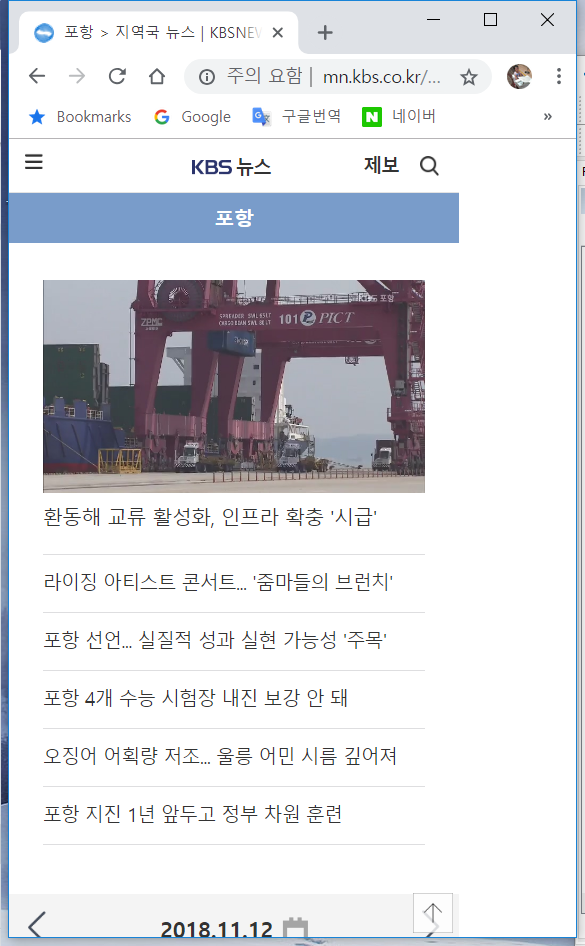 포항 > 지역국 뉴스 | KBSNEW
주의 요함 | mn.kbs.co.kr/...
Bookmarks Google 구글번역 네이버 »
KBS 뉴스 제보
포항
KBS 포항
ZPMC
SPREADER SWL 65LT
CARGO BEAM SWL 80LT
101 PICT
환동해 교류 활성화, 인프라 확충 '시급'
라이징 아티스트 콘서트... '줌마들의 브런치'
포항 선언... 실질적 성과 실현 가능성 '주목'
포항 4개 수능 시험장 내진 보강 안 돼
오징어 어획량 저조... 울릉 어민 시름 깊어져
포항 지진 1년 앞두고 정부 차원 훈련
2018.11.12